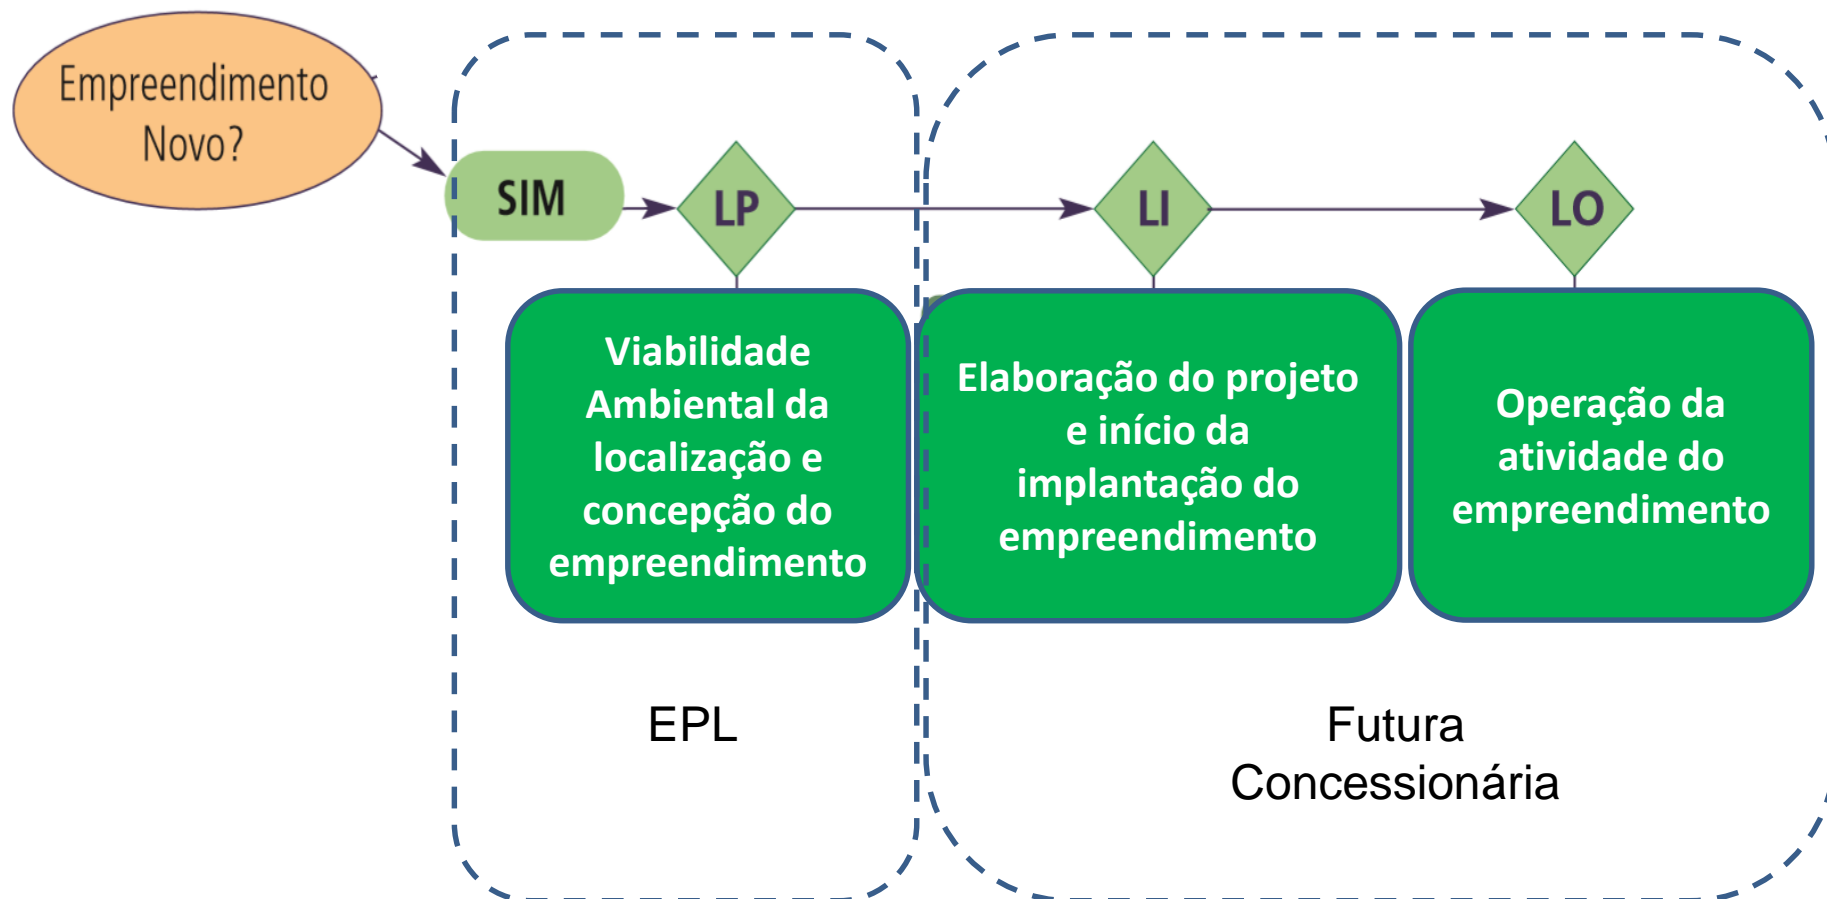 Empreendimento
Novo?
SIM
LP
LI
LO
Viabilidade
Ambiental da
localização e
concepção do
empreendimento
Elaboração do projeto
e início da
implantação do
empreendimento
Operação da
atividade do
empreendimento
EPL
Futura
Concessionária